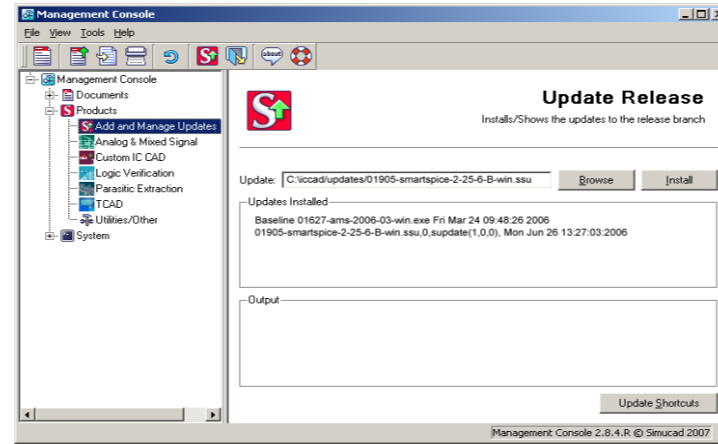 Management Console
File View Tools Help
about
Management Console
Documents
Products
Add and Manage Updates
Analog & Mixed Signal
Custom IC CAD
Logic Verification
Parasitic Extraction
TCAD
Utilities/Other
System
Update Release
Installs/Shows the updates to the release branch
Update: C:\iccad/updates/01905-smartspice-2-25-6-B-win.ssu Browse Install
Updates Installed
Baseline 01627-ams-2006-03-win.exe Fri Mar 24 09:48:26 2006
01905-smartspice-2-25-6-B-win.ssu,0,supdate(1,0,0), Mon Jun 26 13:27:03:2006
Output
Update Shortcuts
Management Console 2.8.4.R © Simucad 2007